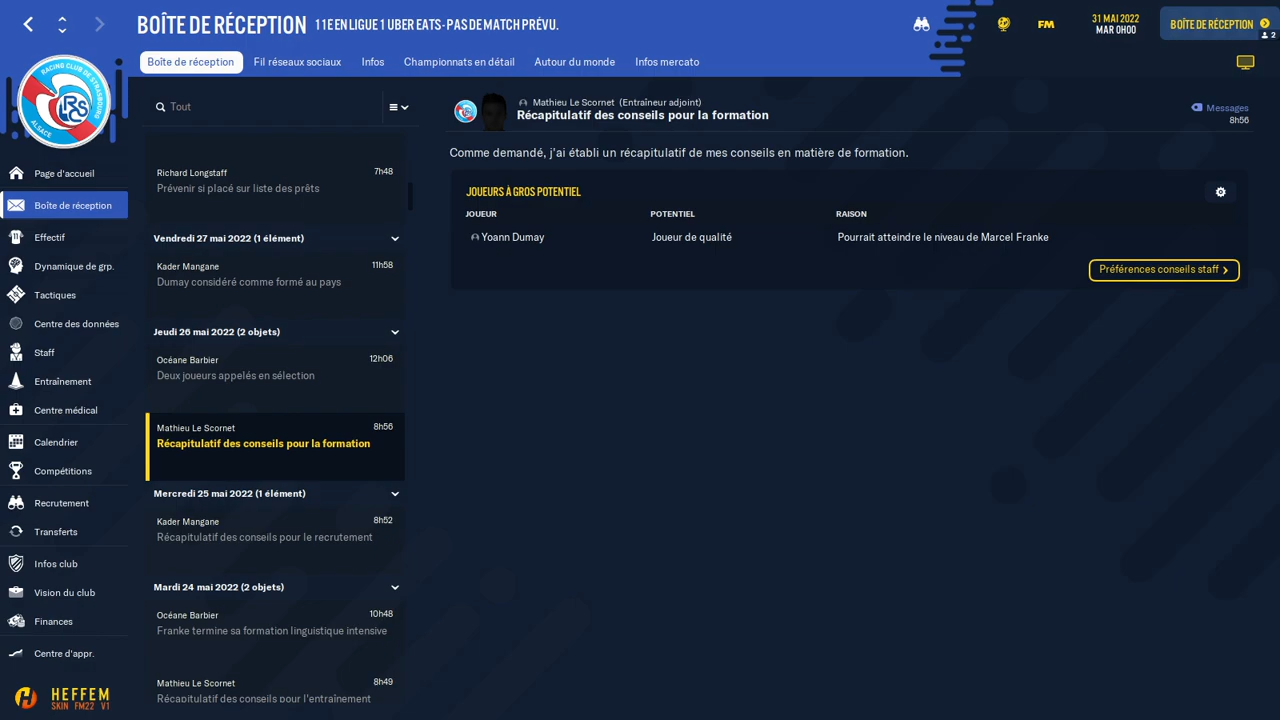 BOÎTE DE RÉCEPTION
11E EN LIGUE 1 UBER EATS - PAS DE MATCH PRÉVU.
FM
31 MAI 2022
MAR 0H00
BOÎTE DE RÉCEPTION
2
Boîte de réception
Fil réseaux sociaux
Infos
Championnats en détail
Autour du monde
Infos mercato
RACING CLUB DE STRASBOURG
RCS
ALSACE
Page d'accueil
Boîte de réception
Effectif
Dynamique de grp.
Tactiques
Centre des données
Staff
Entraînement
Centre médical
Calendrier
Compétitions
Recrutement
Transferts
Infos club
Vision du club
Finances
Centre d'appr.
HEFFEM
SKIN FM22 V1
Tout
Richard Longstaff
7h48
Prévenir si placé sur liste des prêts
Vendredi 27 mai 2022 (1 élément)
Kader Mangane
11h58
Dumay considéré comme formé au pays
Jeudi 26 mai 2022 (2 objets)
Océane Barbier
12h06
Deux joueurs appelés en sélection
Mathieu Le Scornet
8h56
Récapitulatif des conseils pour la formation
Mercredi 25 mai 2022 (1 élément)
Kader Mangane
8h52
Récapitulatif des conseils pour le recrutement
Mardi 24 mai 2022 (2 objets)
Océane Barbier
10h48
Franke termine sa formation linguistique intensive
Mathieu Le Scornet
8h49
Récapitulatif des conseils pour l'entraînement
Mathieu Le Scornet (Entraîneur adjoint)
Récapitulatif des conseils pour la formation
Messages
8h56
Comme demandé, j'ai établi un récapitulatif de mes conseils en matière de formation.
JOUEURS À GROS POTENTIEL
JOUEUR
POTENTIEL
RAISON
Yoann Dumay
Joueur de qualité
Pourrait atteindre le niveau de Marcel Franke
Préférences conseils staff